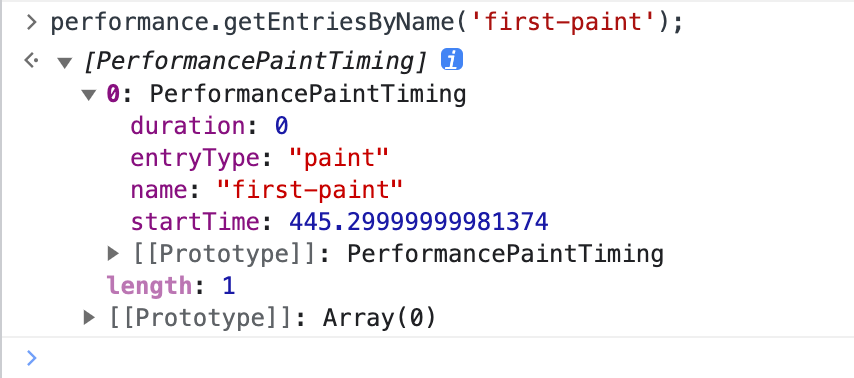 > performance.getEntriesByName('first-paint');
<· ▼ [PerformancePaintTiming] i
▼ 0: PerformancePaintTiming
duration: 0
entryType: "paint"
name: "first-paint"
startTime: 445.29999999981374
▶ [[Prototype]]: PerformancePaintTiming
length: 1
▶ [[Prototype]]: Array(0)
>